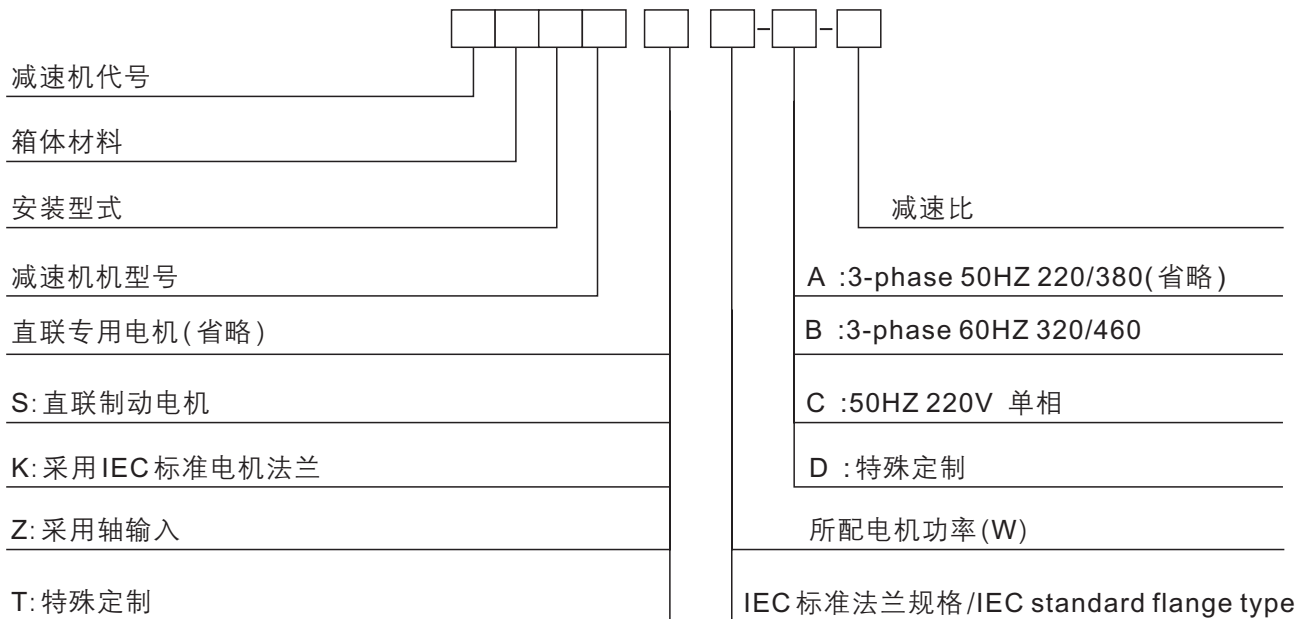 减速机代号
箱体材料
安装型式
减速比
减速机机型号
A :3-phase 50HZ 220/380(省略)
直联专用电机(省略)
B :3-phase 60HZ 320/460
S:直联制动电机
C :50HZ 220V 单相
K:采用IEC标准电机法兰
D :特殊定制
Z:采用轴输入
所配电机功率(W)
T:特殊定制
IEC标准法兰规格/IEC standard flange type